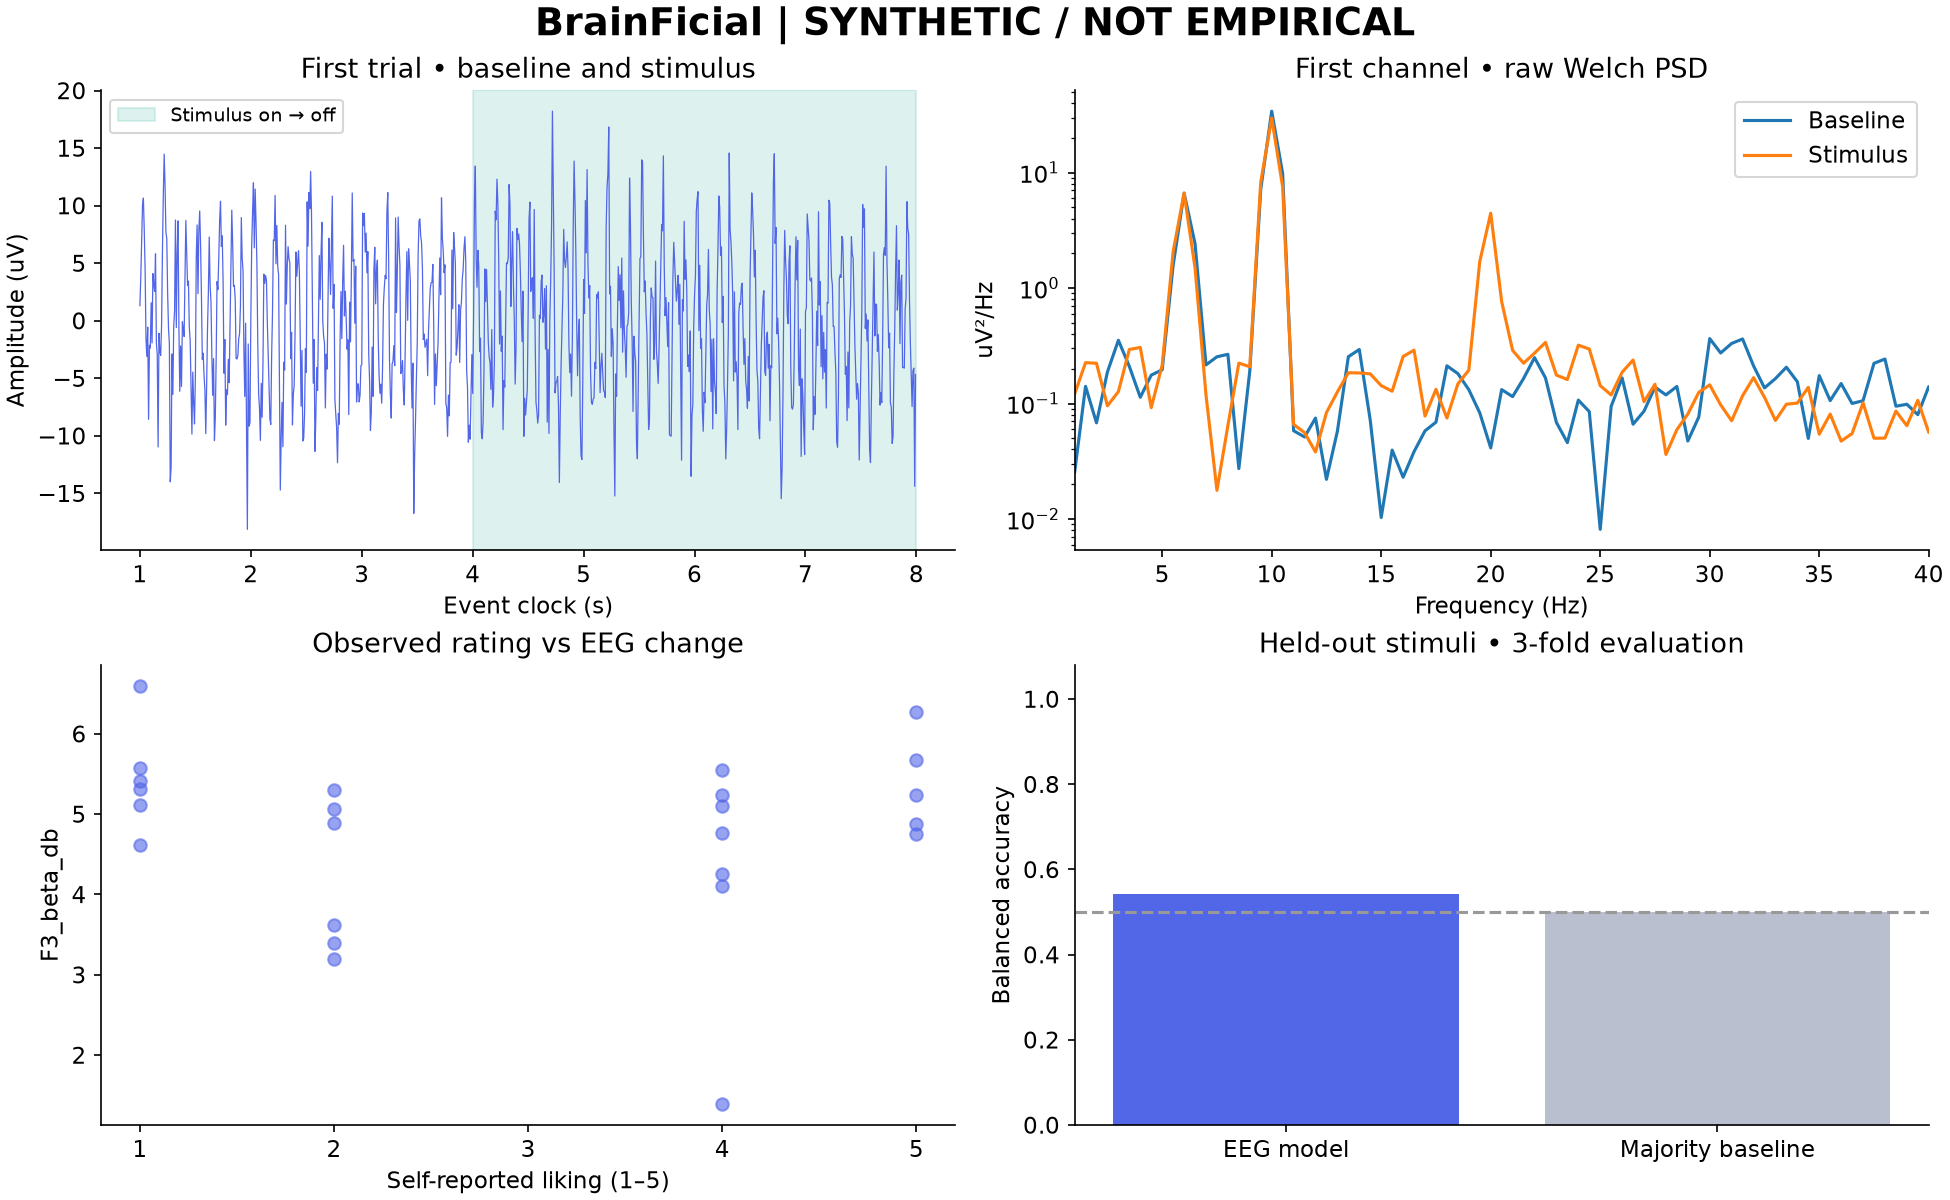 BrainFicial | SYNTHETIC / NOT EMPIRICAL
First trial • baseline and stimulus
Amplitude (uV)
20
15
10
5
0
−5
−10
−15
Stimulus on → off
1 2 3 4 5 6 7 8
Event clock (s)
First channel • raw Welch PSD
uV²/Hz
10¹
10⁰
10⁻¹
10⁻²
Baseline
Stimulus
5 10 15 20 25 30 35 40
Frequency (Hz)
Observed rating vs EEG change
F3_beta_db
6
5
4
3
2
1 2 3 4 5
Self-reported liking (1–5)
Held-out stimuli • 3-fold evaluation
Balanced accuracy
1.0
0.8
0.6
0.4
0.2
0.0
EEG model Majority baseline